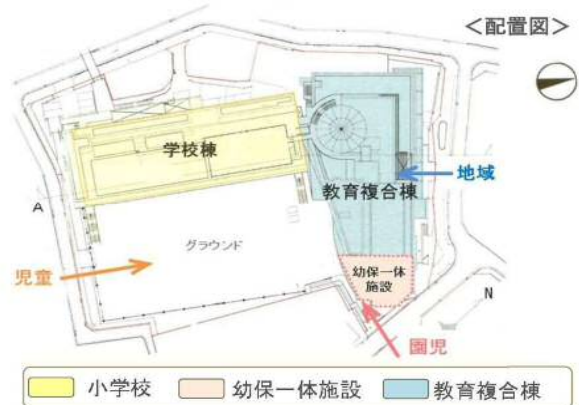 ＜配置図＞
学校棟
地域
教育複合棟
A
グラウンド
児童
幼保一体
施設
N
園児
小学校 幼保一体施設 教育複合棟